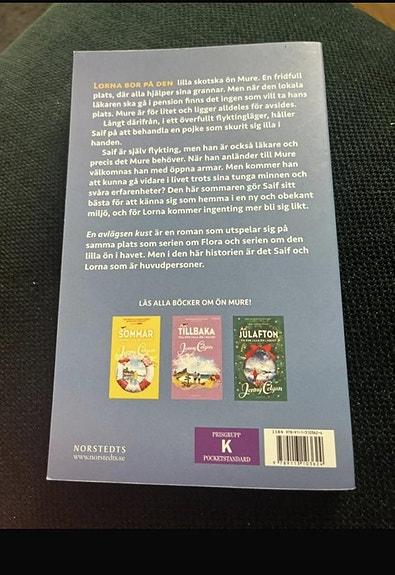 LORNA BOR PÅ DEN lilla skotska ön Mure. En fridfull
plats, där alla hjälper sina grannar. Men när den lokala
läkaren ska gå i pension finns det ingen som vill ta hans
plats. Mure är för litet och ligger alldeles för avsides.
Långt därifrån, i ett överfullt flyktingläger, håller
Saif på att behandla en pojke som skurit sig illa i
handen.
Saif är själv flykting, men han är också läkare och
precis det Mure behöver. När han anländer till Mure
välkomnas han med öppna armar. Men kommer han
att kunna gå vidare i livet trots sina tunga minnen och
svåra erfarenheter? Den här sommaren gör Saif sitt
bästa för att känna sig som hemma i en ny och obekant
miljö, och för Lorna kommer ingenting mer bli sig likt.
En avlägsen kust är en roman som utspelar sig på
samma plats som serien om Flora och serien om den
lilla ön i havet. Men i den här historien är det Saif och
Lorna som är huvudpersoner.
LÄS ALLA BÖCKER OM ÖN MURE!
SOMMAR
Jenny Colgan
TILLBAKA
Jenny Colgan
JULAFTON
Jenny Colgan
NORSTEDTS
www.norstedts.se
PRISGRUPP
K
POCKETSTANDARD